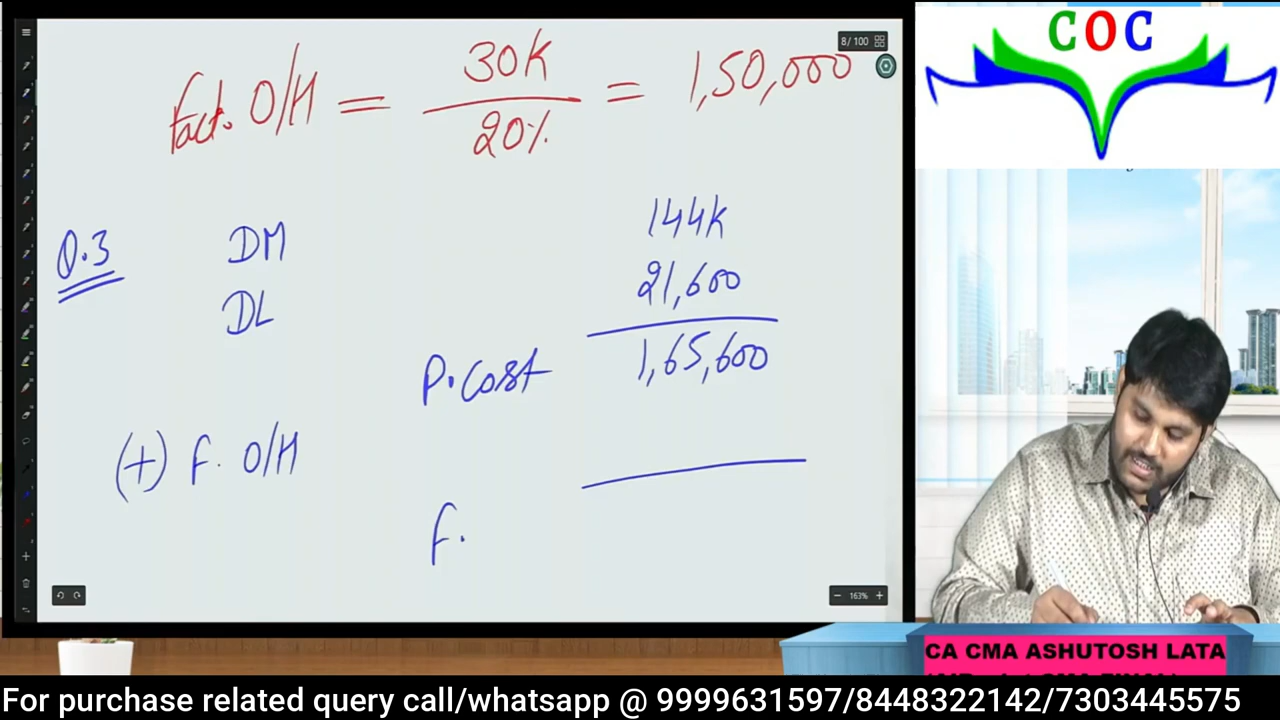 COC
8 / 100
Fact. O/H = 30K / 20% = 1,50,000
Q.3 DM 144K
DL 21,600
P. Cost 1,65,600
(+) F. O/H
F.
163%
CA CMA ASHUTOSH LATA
For purchase related query call/whatsapp @ 9999631597/8448322142/7303445575